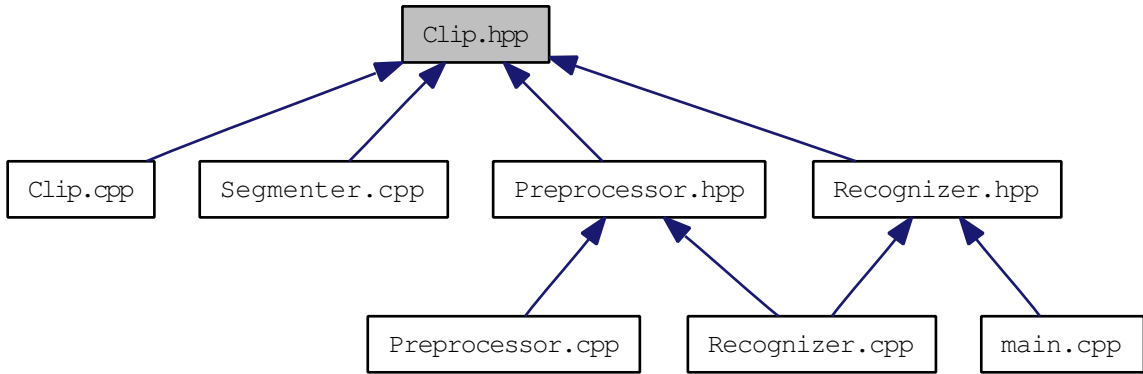 Clip.hpp
Clip.cpp
Segmenter.cpp
Preprocessor.hpp
Recognizer.hpp
Preprocessor.cpp
Recognizer.cpp
main.cpp